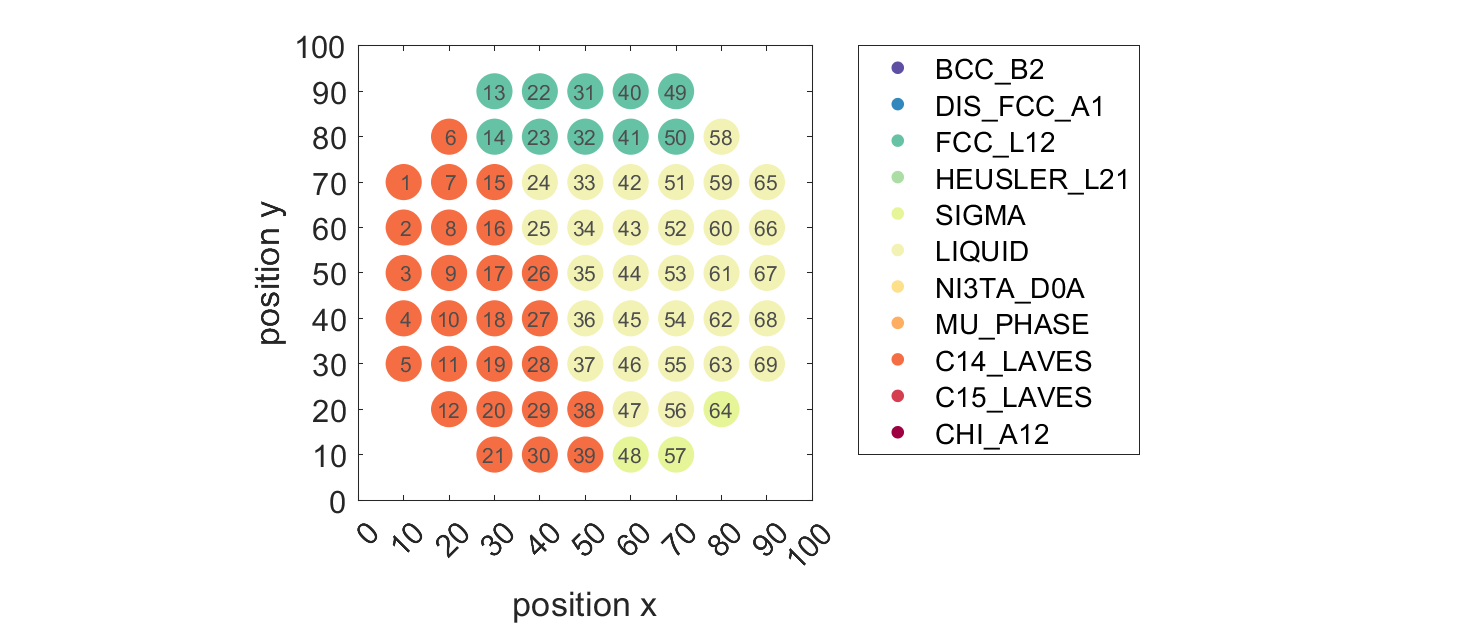 100
90
80
70
60
50
40
30
20
10
0
position y
13 22 31 40 49
6 14 23 32 41 50 58
1 7 15 24 33 42 51 59 65
2 8 16 25 34 43 52 60 66
3 9 17 26 35 44 53 61 67
4 10 18 27 36 45 54 62 68
5 11 19 28 37 46 55 63 69
12 20 29 38 47 56 64
21 30 39 48 57
0 10 20 30 40 50 60 70 80 90 100
position x
BCC_B2
DIS_FCC_A1
FCC_L12
HEUSLER_L21
SIGMA
LIQUID
NI3TA_D0A
MU_PHASE
C14_LAVES
C15_LAVES
CHI_A12